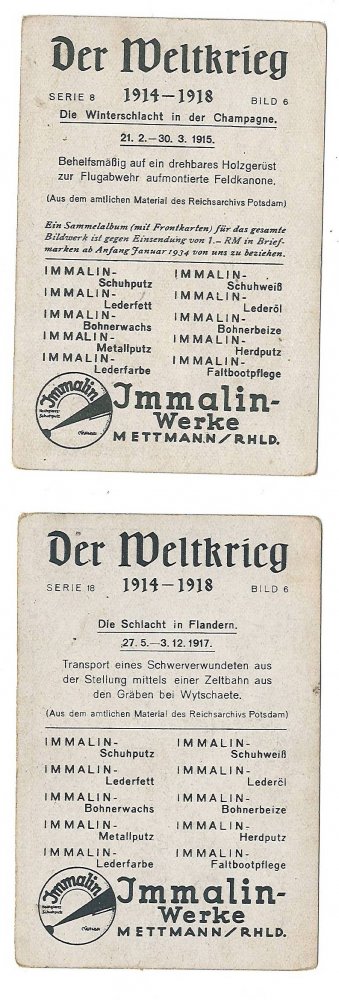 Der Weltkrieg
SERIE 8 1914–1918 BILD 6
Die Winterschlacht in der Champagne.
21. 2.—30. 3. 1915.
Behelfsmäßig auf ein drehbares Holzgerüst
zur Flugabwehr aufmontierte Feldkanone.
(Aus dem amtlichen Material des Reichsarchivs Potsdam)
Ein Sammelalbum (mit Frontkarten) für das gesamte
Bildwerk ist gegen Einsendung von 1.– RM in Brief-
marken ab Anfang Januar 1934 von uns zu beziehen.
IMMALIN- IMMALIN-
Schuhputz Schuhweiß
IMMALIN- IMMALIN-
Lederfett Lederöl
IMMALIN- IMMALIN-
Bohnerwachs Bohnerbeize
IMMALIN- IMMALIN-
Metallputz Herdputz
IMMALIN- IMMALIN-
Lederfarbe Faltbootpflege
Immalin
Hochglanz-
Schuhputz
Immalin-
Werke
METTMANN/RHLD.
Der Weltkrieg
SERIE 18 1914–1918 BILD 6
Die Schlacht in Flandern.
27. 5.—3. 12. 1917.
Transport eines Schwerverwundeten aus
der Stellung mittels einer Zeltbahn aus
den Gräben bei Wytschaete.
(Aus dem amtlichen Material des Reichsarchivs Potsdam)
IMMALIN- IMMALIN-
Schuhputz Schuhweiß
IMMALIN- IMMALIN-
Lederfett Lederöl
IMMALIN- IMMALIN-
Bohnerwachs Bohnerbeize
IMMALIN- IMMALIN-
Metallputz Herdputz
IMMALIN- IMMALIN-
Lederfarbe Faltbootpflege
Immalin
Hochglanz-
Schuhputz
Immalin-
Werke
METTMANN/RHLD.